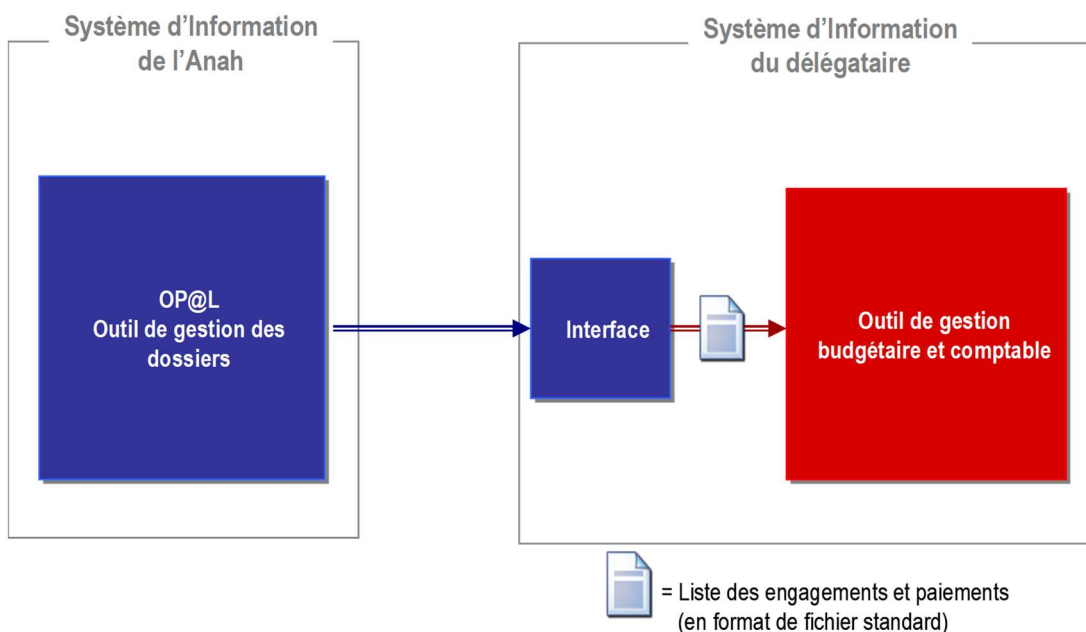 Système d'Information
de l'Anah
Système d'Information
du délégataire
OP@L
Outil de gestion des
dossiers
Interface
Outil de gestion
budgétaire et comptable
= Liste des engagements et paiements
(en format de fichier standard)